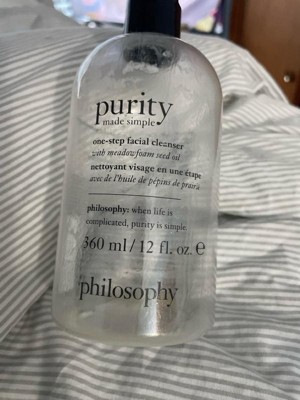 purity
made simple
one-step facial cleanser
with meadowfoam seed oil
nettoyant visage en une étape
avec de l'huile de pépins de prairie
philosophy: when life is
complicated, purity is simple.
360 ml / 12 fl. oz. e
philosophy